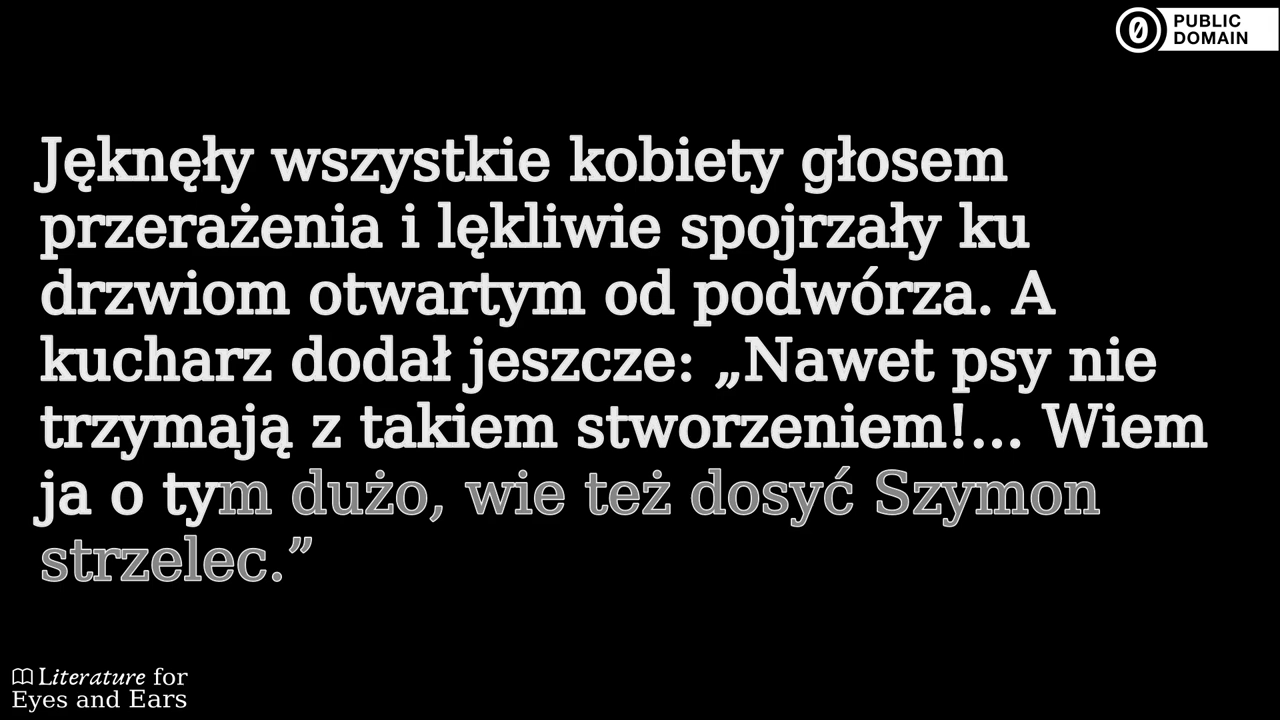 PUBLIC
DOMAIN
Jęknęły wszystkie kobiety głosem
przerażenia i lękliwie spojrzały ku
drzwiom otwartym od podwórza. A
kucharz dodał jeszcze: „Nawet psy nie
trzymają z takiem stworzeniem!... Wiem
ja o tym dużo, wie też dosyć Szymon
strzelec.”
Literature for
Eyes and Ears